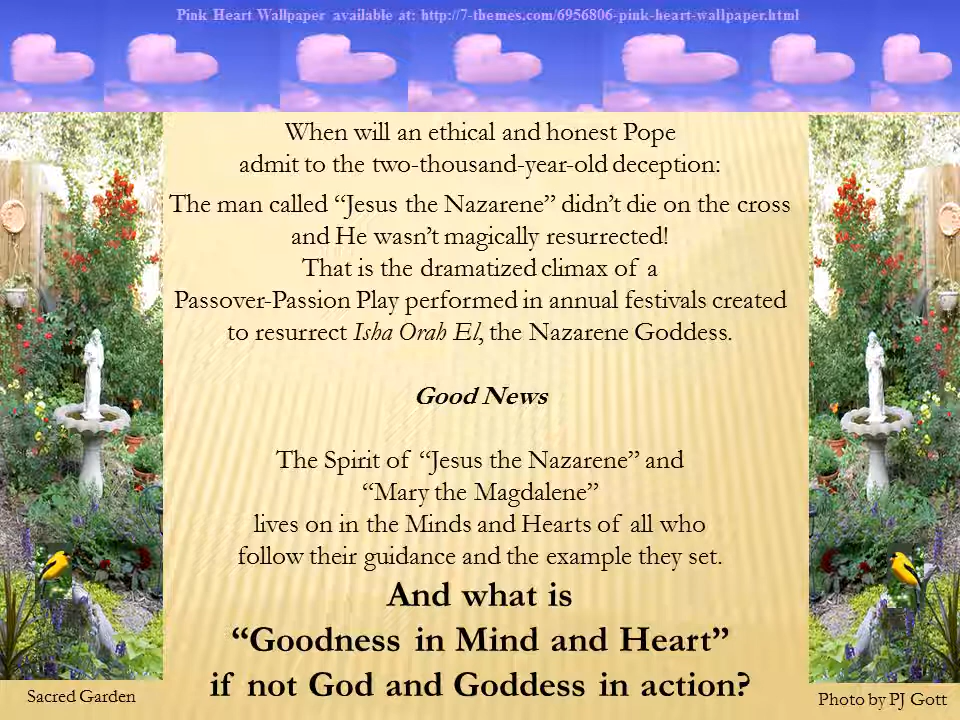 Pink Heart Wallpaper available at: http://7-themes.com/6956806-pink-heart-wallpaper.html
When will an ethical and honest Pope
admit to the two-thousand-year-old deception:
The man called “Jesus the Nazarene” didn’t die on the cross
and He wasn’t magically resurrected!
That is the dramatized climax of a
Passover-Passion Play performed in annual festivals created
to resurrect Isha Orah El, the Nazarene Goddess.
Good News
The Spirit of “Jesus the Nazarene” and
“Mary the Magdalene”
lives on in the Minds and Hearts of all who
follow their guidance and the example they set.
And what is
“Goodness in Mind and Heart”
if not God and Goddess in action?
Sacred Garden
Photo by PJ Gott